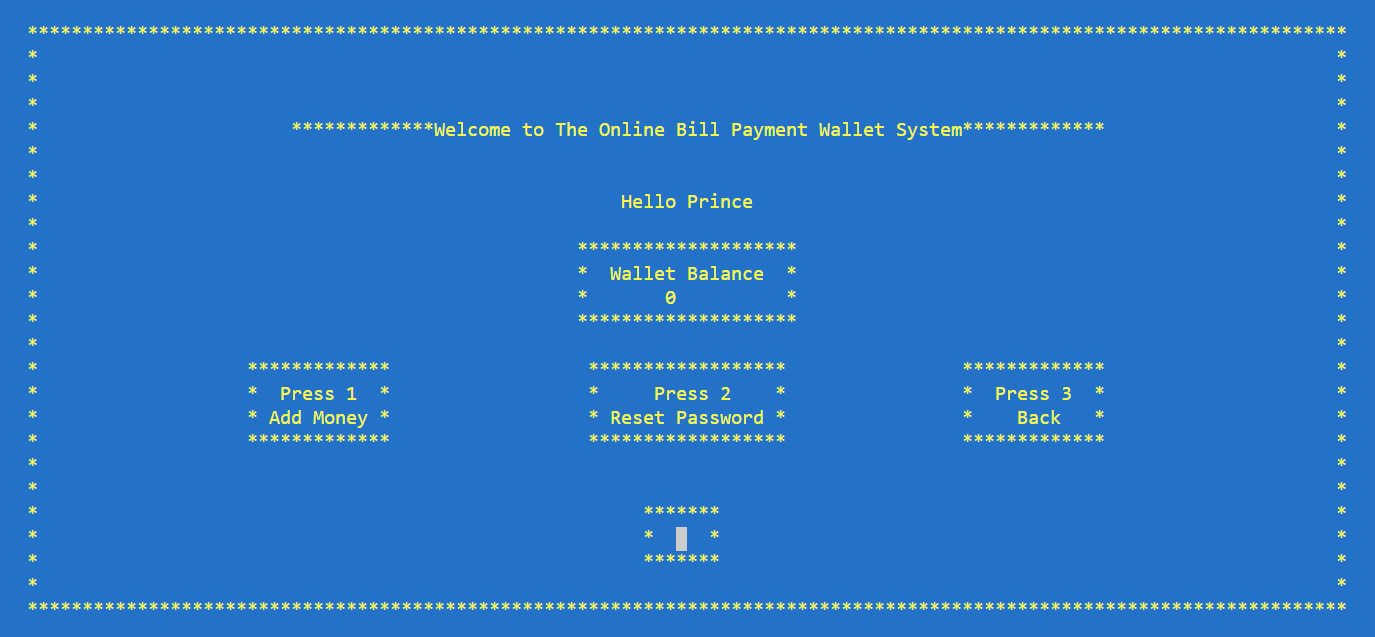 *************Welcome to The Online Bill Payment Wallet System*************
Hello Prince
********************
* Wallet Balance *
* 0 *
********************
************* ****************** *************
* Press 1 * * Press 2 * * Press 3 *
* Add Money * * Reset Password * * Back *
************* ****************** *************
*******
* *
*******